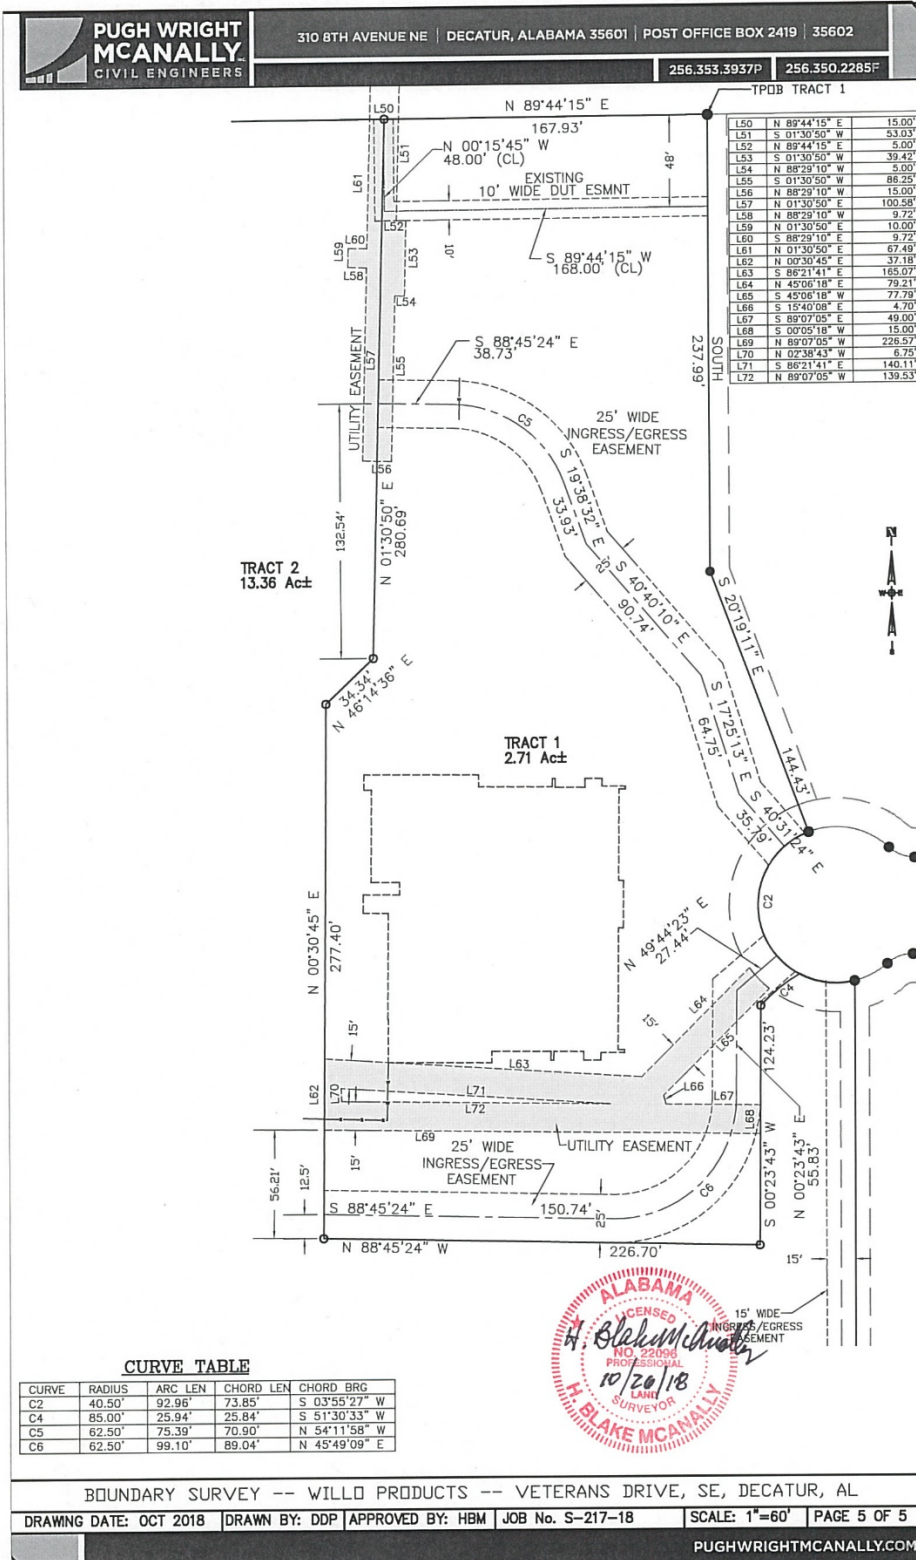 PUGH WRIGHT
MCANALLY
CIVIL ENGINEERS
310 8TH AVENUE NE | DECATUR, ALABAMA 35601 | POST OFFICE BOX 2419 | 35602
256.353.3937P
256.350.2285F
TPOB TRACT 1
L50
N 89°44'15" E
167.93'
N 00°15'45" W
48.00' (CL)
L51
48'
L61
EXISTING
10' WIDE DUT ESMNT
L52
L60
L59
L53
10'
S 89°44'15" W
168.00' (CL)
L58
L54
L50 N 89°44'15" E 15.00'
L51 S 01°30'50" W 53.03'
L52 N 89°44'15" E 5.00'
L53 S 01°30'50" W 39.42'
L54 N 88°29'10" W 5.00'
L55 S 01°30'50" W 86.25'
L56 N 88°29'10" W 15.00'
L57 N 01°30'50" E 100.58'
L58 N 88°29'10" W 9.72'
L59 N 01°30'50" E 10.00'
L60 S 88°29'10" E 9.72'
L61 N 01°30'50" E 67.49'
L62 N 00°30'45" E 37.18'
L63 S 86°21'41" E 165.07'
L64 N 45°06'18" E 79.21'
L65 S 45°06'18" W 77.79'
L66 S 15°40'08" E 4.70'
L67 S 89°07'05" E 49.00'
L68 S 00°05'18" W 15.00'
L69 N 89°07'05" W 226.57'
L70 N 02°38'43" W 6.75'
L71 S 86°21'41" E 140.11'
L72 N 89°07'05" W 139.53'
S 88°45'24" E
38.73'
UTILITY EASEMENT
L57
L55
SOUTH
237.99'
C5
25' WIDE
INGRESS/EGRESS
EASEMENT
L56
S 19°38'32" E
33.93'
132.54'
N 01°30'50" E
280.69'
25'
TRACT 2
13.36 Ac±
S 40°40'10" E
90.74'
N
W E
S
S 20°19'11" E
144.43'
34.34'
N 46°14'36" E
S 17°25'13" E
64.75'
TRACT 1
2.71 Ac±
S 40°31'24" E
35.79'
C2
N 00°30'45" E
277.40'
N 49°44'23" E
27.44'
L64
C4
15'
15'
L65
124.23'
L63
L62
L70
L71
L66
L72
L67
L68
L69
25' WIDE
INGRESS/EGRESS
EASEMENT
UTILITY EASEMENT
56.21'
12.5'
15'
S 00°23'43" W
N 00°23'43" E
55.83'
C6
S 88°45'24" E
150.74'
25'
N 88°45'24" W
226.70'
15'
15' WIDE
INGRESS/EGRESS
EASEMENT
ALABAMA
LICENSED
H. Blake McAnally
NO. 22096
PROFESSIONAL
10/26/18
LAND
SURVEYOR
H. BLAKE MCANALLY
CURVE TABLE
CURVE RADIUS ARC LEN CHORD LEN CHORD BRG
C2 40.50' 92.96' 73.85' S 03°55'27" W
C4 85.00' 25.94' 25.84' S 51°30'33" W
C5 62.50' 75.39' 70.90' N 54°11'58" W
C6 62.50' 99.10' 89.04' N 45°49'09" E
BOUNDARY SURVEY -- WILLO PRODUCTS -- VETERANS DRIVE, SE, DECATUR, AL
DRAWING DATE: OCT 2018 DRAWN BY: DDP APPROVED BY: HBM JOB No. S-217-18 SCALE: 1"=60' PAGE 5 OF 5
PUGHWRIGHTMCANALLY.COM